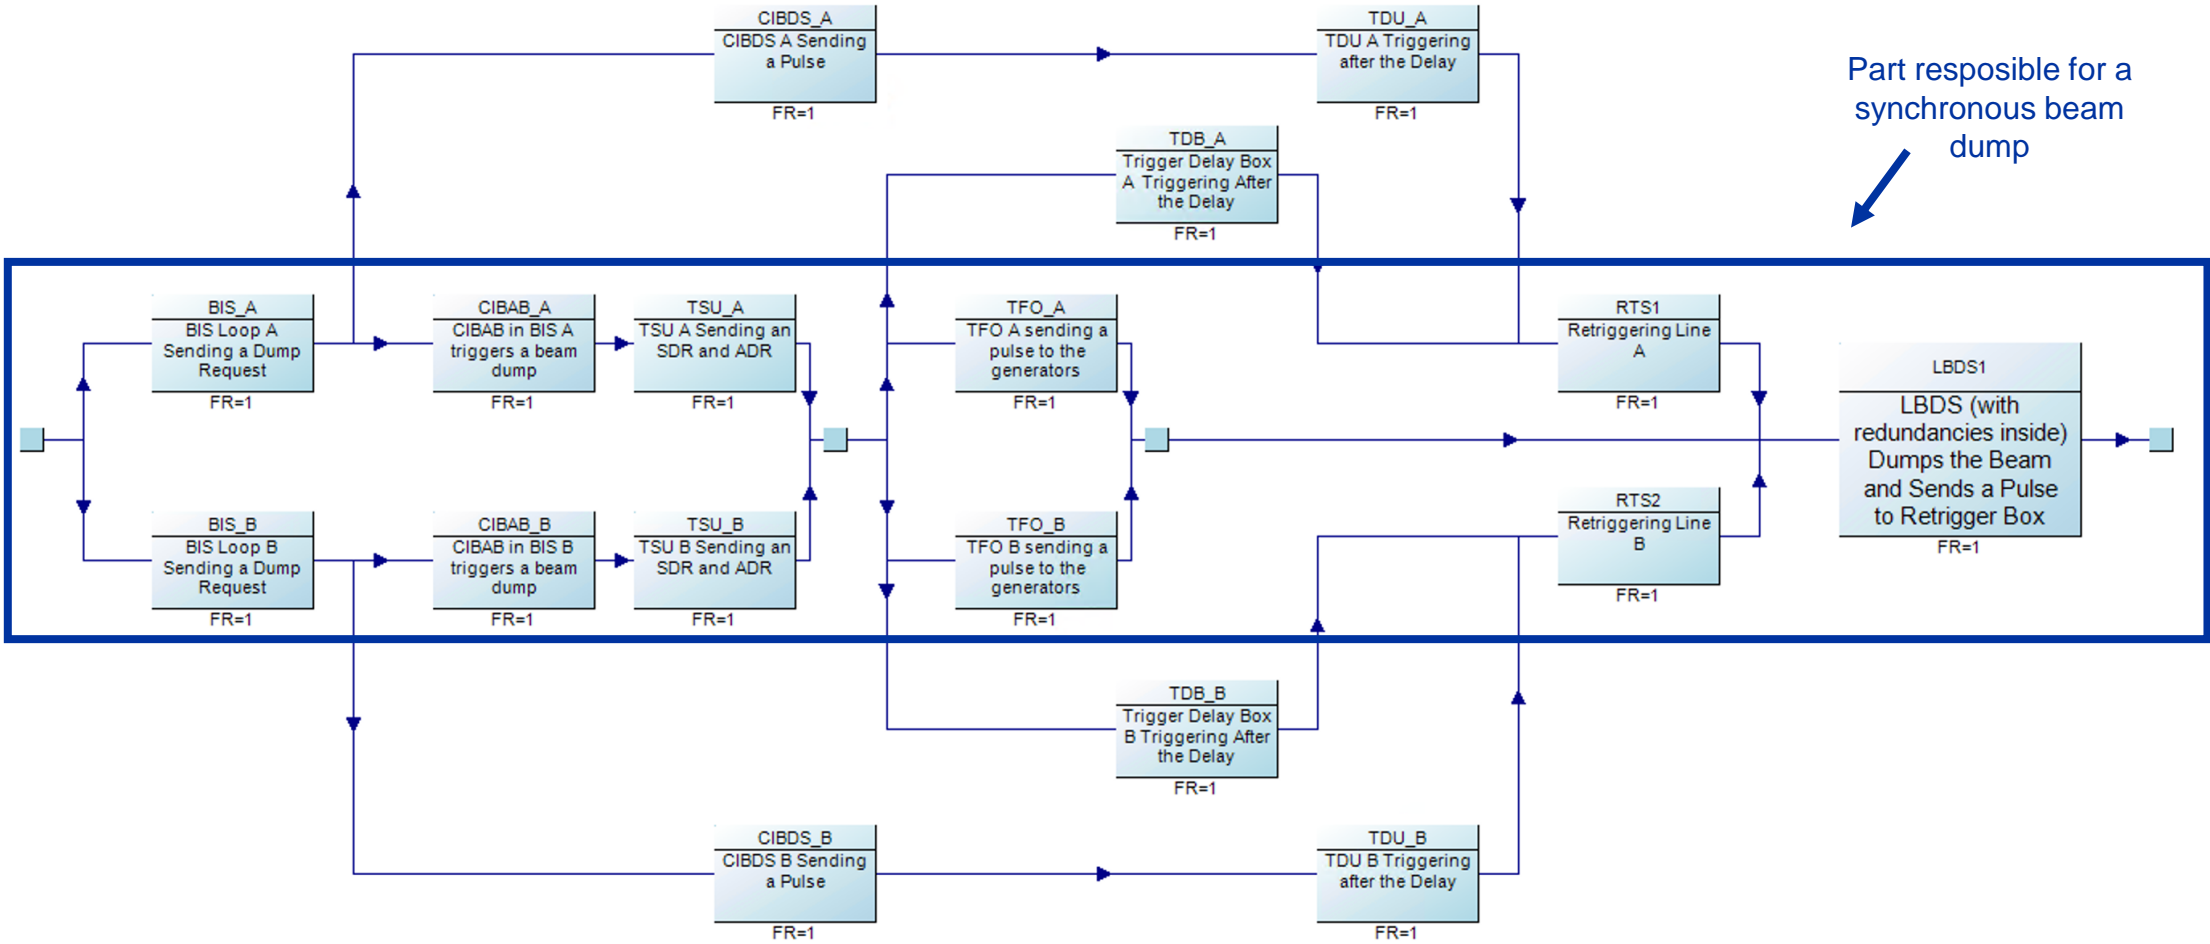 CIBDS_A
CIBDS A Sending
a Pulse
FR=1
TDU_A
TDU A Triggering
after the Delay
FR=1
Part resposible for a
synchronous beam
dump
TDB_A
Trigger Delay Box
A Triggering After
the Delay
FR=1
BIS_A
BIS Loop A
Sending a Dump
Request
FR=1
CIBAB_A
CIBAB in BIS A
triggers a beam
dump
FR=1
TSU_A
TSU A Sending an
SDR and ADR
FR=1
TFO_A
TFO A sending a
pulse to the
generators
FR=1
RTS1
Retriggering Line
A
FR=1
LBDS1
LBDS (with
redundancies inside)
Dumps the Beam
and Sends a Pulse
to Retrigger Box
FR=1
BIS_B
BIS Loop B
Sending a Dump
Request
FR=1
CIBAB_B
CIBAB in BIS B
triggers a beam
dump
FR=1
TSU_B
TSU B Sending an
SDR and ADR
FR=1
TFO_B
TFO B sending a
pulse to the
generators
FR=1
RTS2
Retriggering Line
B
FR=1
TDB_B
Trigger Delay Box
B Triggering After
the Delay
FR=1
CIBDS_B
CIBDS B Sending
a Pulse
FR=1
TDU_B
TDU B Triggering
after the Delay
FR=1